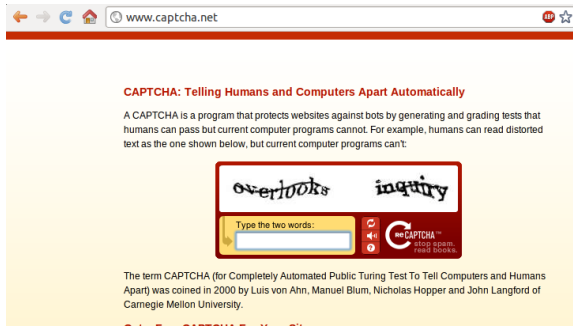 www.captcha.net
ABP
CAPTCHA: Telling Humans and Computers Apart Automatically
A CAPTCHA is a program that protects websites against bots by generating and grading tests that
humans can pass but current computer programs cannot. For example, humans can read distorted
text as the one shown below, but current computer programs can't:
overlooks inquiry
Type the two words:
reCAPTCHA™
stop spam.
read books.
The term CAPTCHA (for Completely Automated Public Turing Test To Tell Computers and Humans
Apart) was coined in 2000 by Luis von Ahn, Manuel Blum, Nicholas Hopper and John Langford of
Carnegie Mellon University.